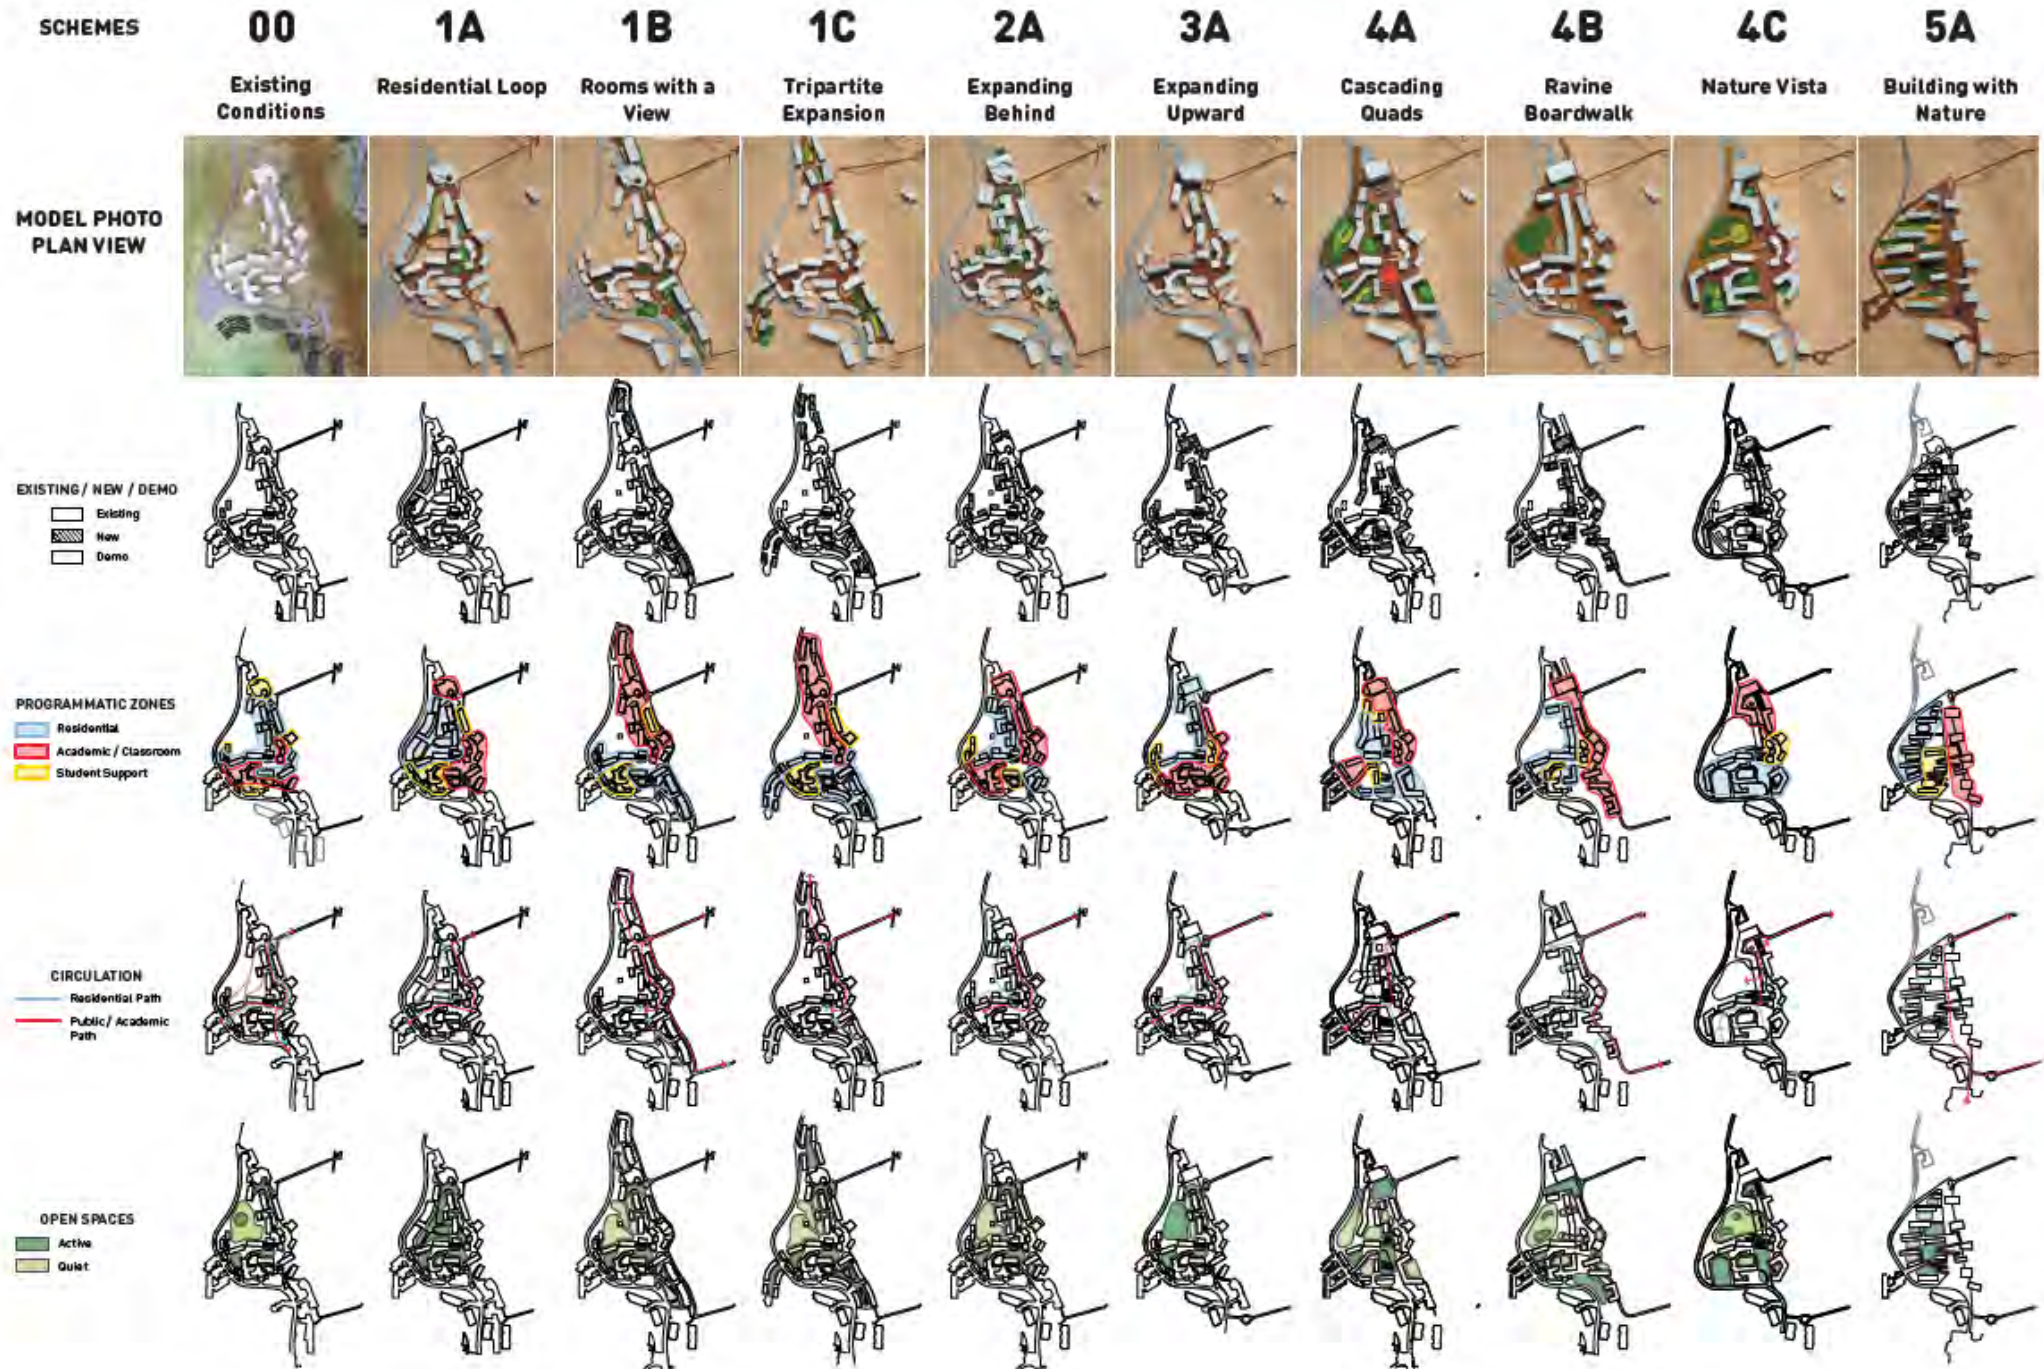 SCHEMES
00
1A
1B
1C
2A
3A
4A
4B
4C
5A
Existing
Conditions
Residential Loop
Rooms with a
View
Tripartite
Expansion
Expanding
Behind
Expanding
Upward
Cascading
Quads
Ravine
Boardwalk
Nature Vista
Building with
Nature
MODEL PHOTO
PLAN VIEW
EXISTING / NEW / DEMO
Existing
New
Demo
PROGRAMMATIC ZONES
Residential
Academic / Classroom
Student Support
CIRCULATION
Residential Path
Public / Academic
Path
OPEN SPACES
Active
Quiet